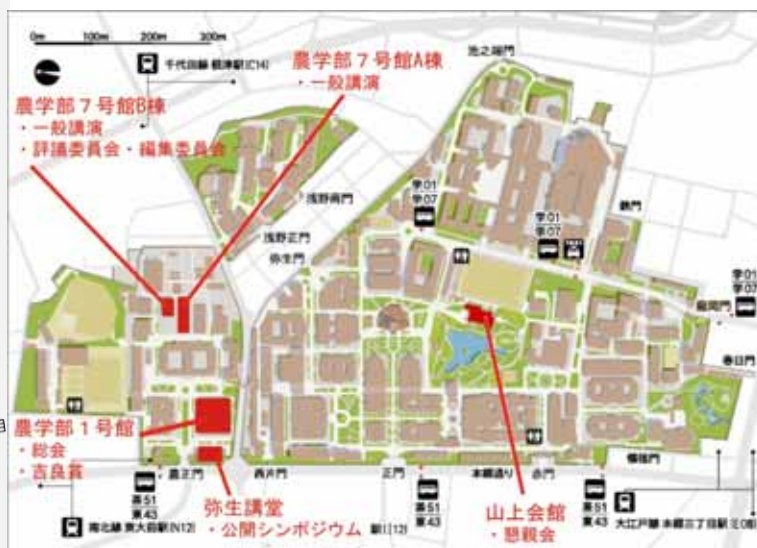 0m 100m 200m 300m
千代田線 根津駅(C14)
農学部7号館A棟
・一般講演
農学部7号館B棟
・一般講演
・評議委員会・編集委員会
池之端門
浅野南門
浅野正門
弥生門
学01
学07
学01
学07
TAXI
鉄門
学01
学07
龍岡門
春日門
農学部1号館
・総会
・吉良賞
農正門
西片門
正門
本郷通り
赤門
懐徳門
茶51
東43
茶51
東43
茶51
東43
南北線 東大前駅(N12)
弥生講堂
・公開シンポジウム
山上会館
・懇親会
大江戸線 本郷三丁目駅(E08)